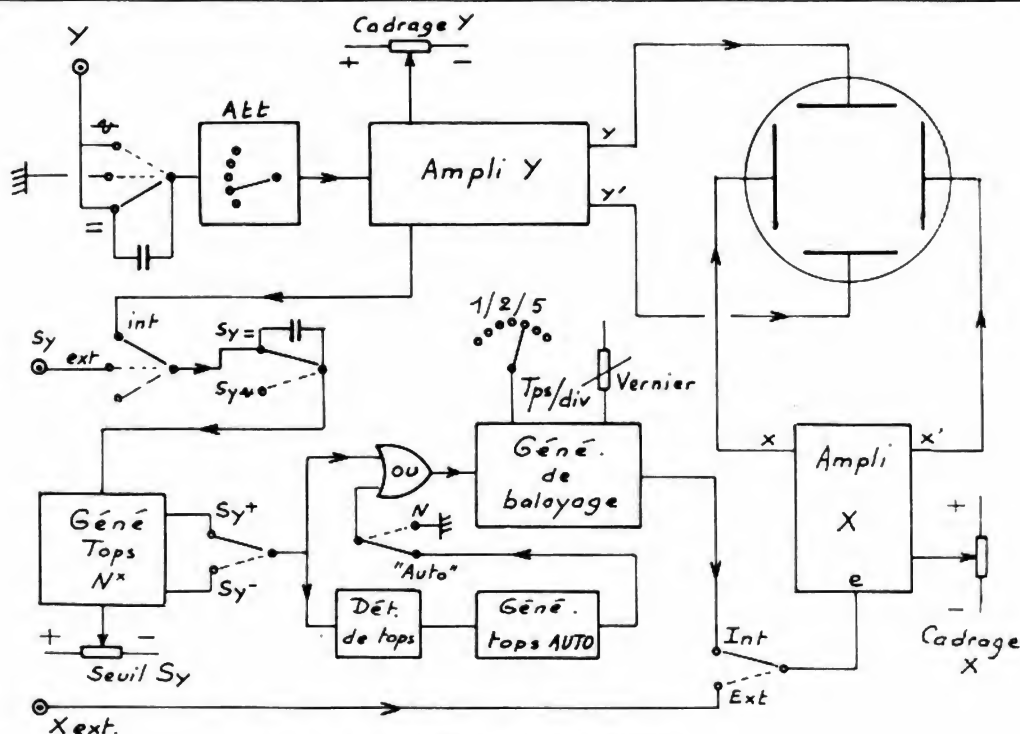 Cadrage Y
+ -
Y
Att
Ampli Y
y
y'
=
int
Sy
ext
Sy =
Sy ~
1/2/5
Tps/div
Vernier
x
x'
Ampli
X
e
+
-
Cadrage
X
Géné
Tops
Nx
Sy+
Sy-
OU
Géné.
de
balayage
N
"Auto"
Dét.
de tops
Géné.
tops AUTO
+ -
Seuil Sy
Int
Ext
X ext.